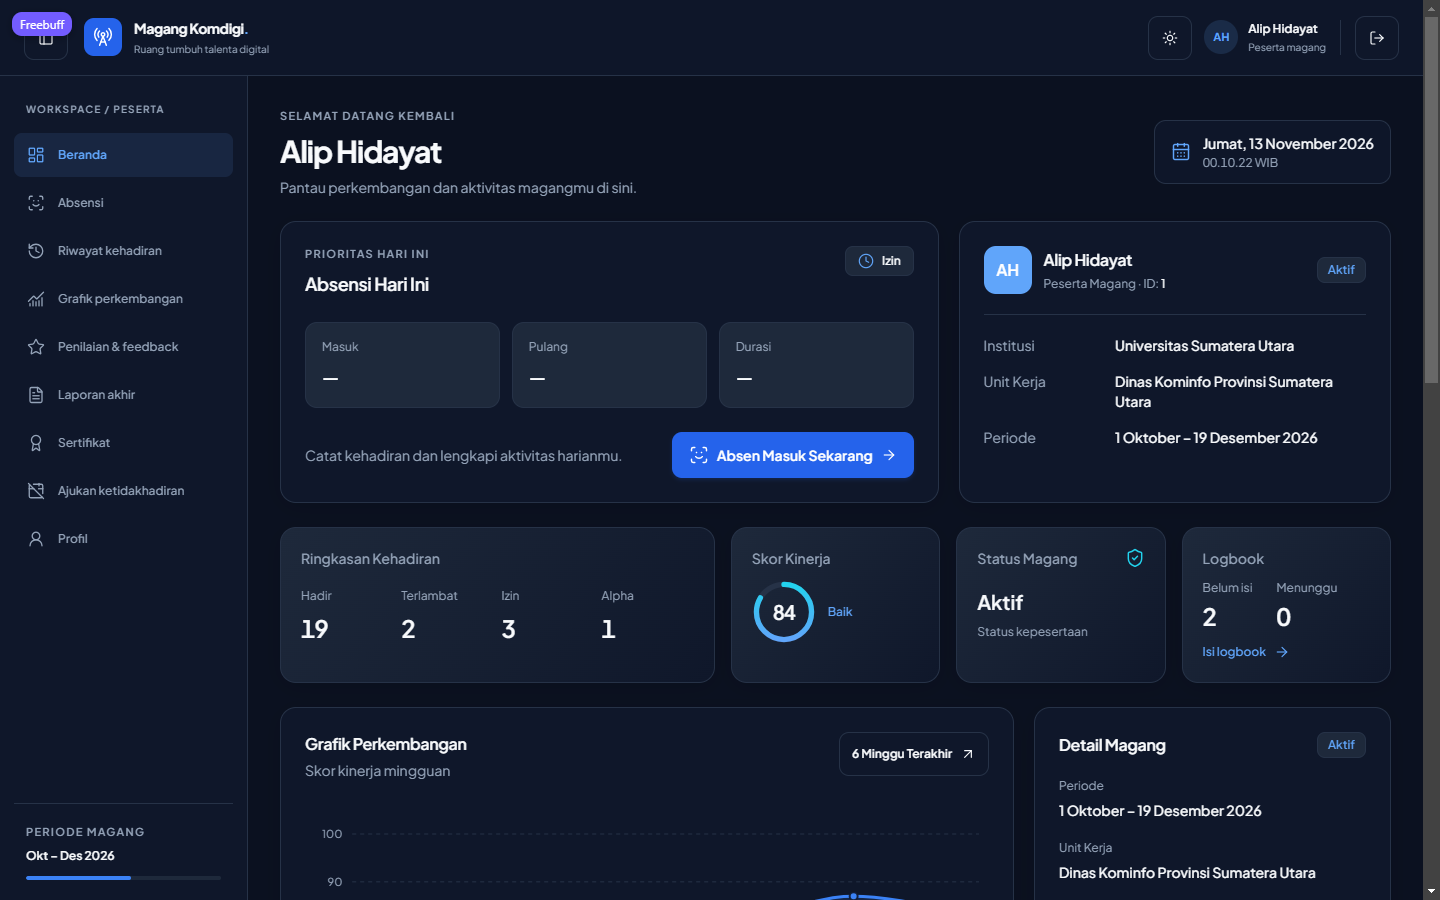 Freebuff
Magang Komdigi.
Ruang tumbuh talenta digital
AH
Alip Hidayat
Peserta magang
WORKSPACE / PESERTA
Beranda
Absensi
Riwayat kehadiran
Grafik perkembangan
Penilaian & feedback
Laporan akhir
Sertifikat
Ajukan ketidakhadiran
Profil
PERIODE MAGANG
Okt – Des 2026
SELAMAT DATANG KEMBALI
Alip Hidayat
Pantau perkembangan dan aktivitas magangmu di sini.
Jumat, 13 November 2026
00.10.22 WIB
PRIORITAS HARI INI
Absensi Hari Ini
Izin
Masuk
—
Pulang
—
Durasi
—
Catat kehadiran dan lengkapi aktivitas harianmu.
Absen Masuk Sekarang
AH
Alip Hidayat
Peserta Magang · ID: 1
Aktif
Institusi
Universitas Sumatera Utara
Unit Kerja
Dinas Kominfo Provinsi Sumatera
Utara
Periode
1 Oktober – 19 Desember 2026
Ringkasan Kehadiran
Hadir
19
Terlambat
2
Izin
3
Alpha
1
Skor Kinerja
84
Baik
Status Magang
Aktif
Status kepesertaan
Logbook
Belum isi
2
Menunggu
0
Isi logbook
Grafik Perkembangan
Skor kinerja mingguan
6 Minggu Terakhir
100
90
Detail Magang
Aktif
Periode
1 Oktober – 19 Desember 2026
Unit Kerja
Dinas Kominfo Provinsi Sumatera Utara